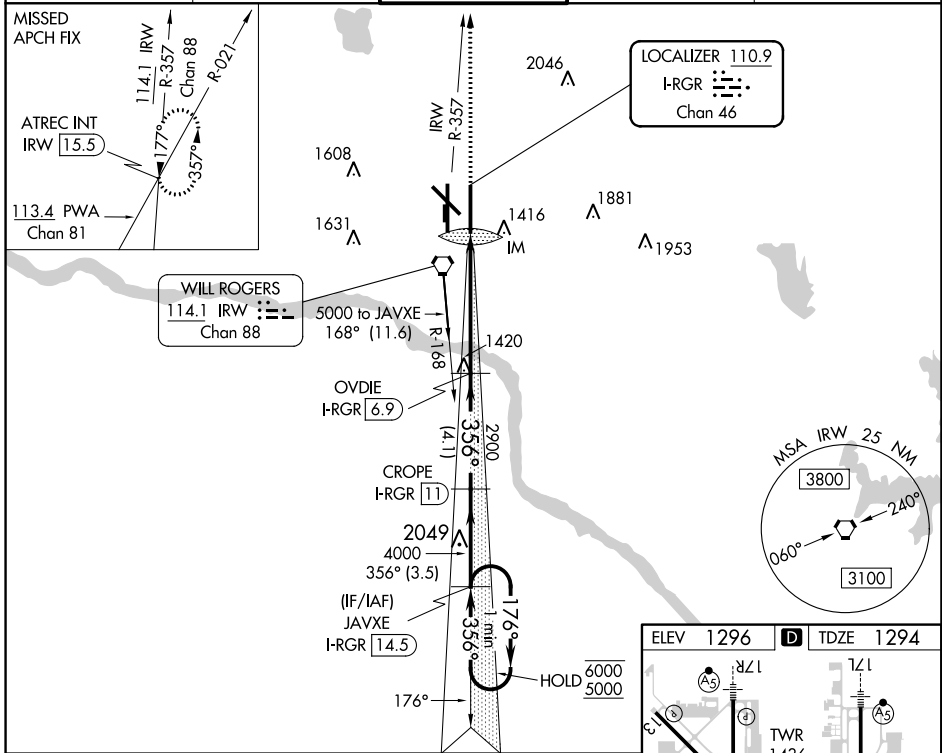 MISSED
APCH FIX
114.1 IRW
R-357
Chan 88
R-021
ATREC INT
IRW 15.5
177°
357°
113.4 PWA
Chan 81
IRW
R-357
2046
LOCALIZER 110.9
I-RGR
Chan 46
1608
1631
1416
IM
1881
1953
WILL ROGERS
114.1 IRW
Chan 88
5000 to JAVXE
168° (11.6)
R-168
1420
OVDIE
I-RGR 6.9
356°
(4.1)
2900
CROPE
I-RGR 11
2049
4000
356° (3.5)
(IF/IAF)
JAVXE
I-RGR 14.5
356°
1 min
176°
HOLD 6000
5000
176°
MSA IRW 25 NM
3800
240°
060°
3100
ELEV 1296 D TDZE 1294
17R
17L
A5
A5
P
P
13
TWR